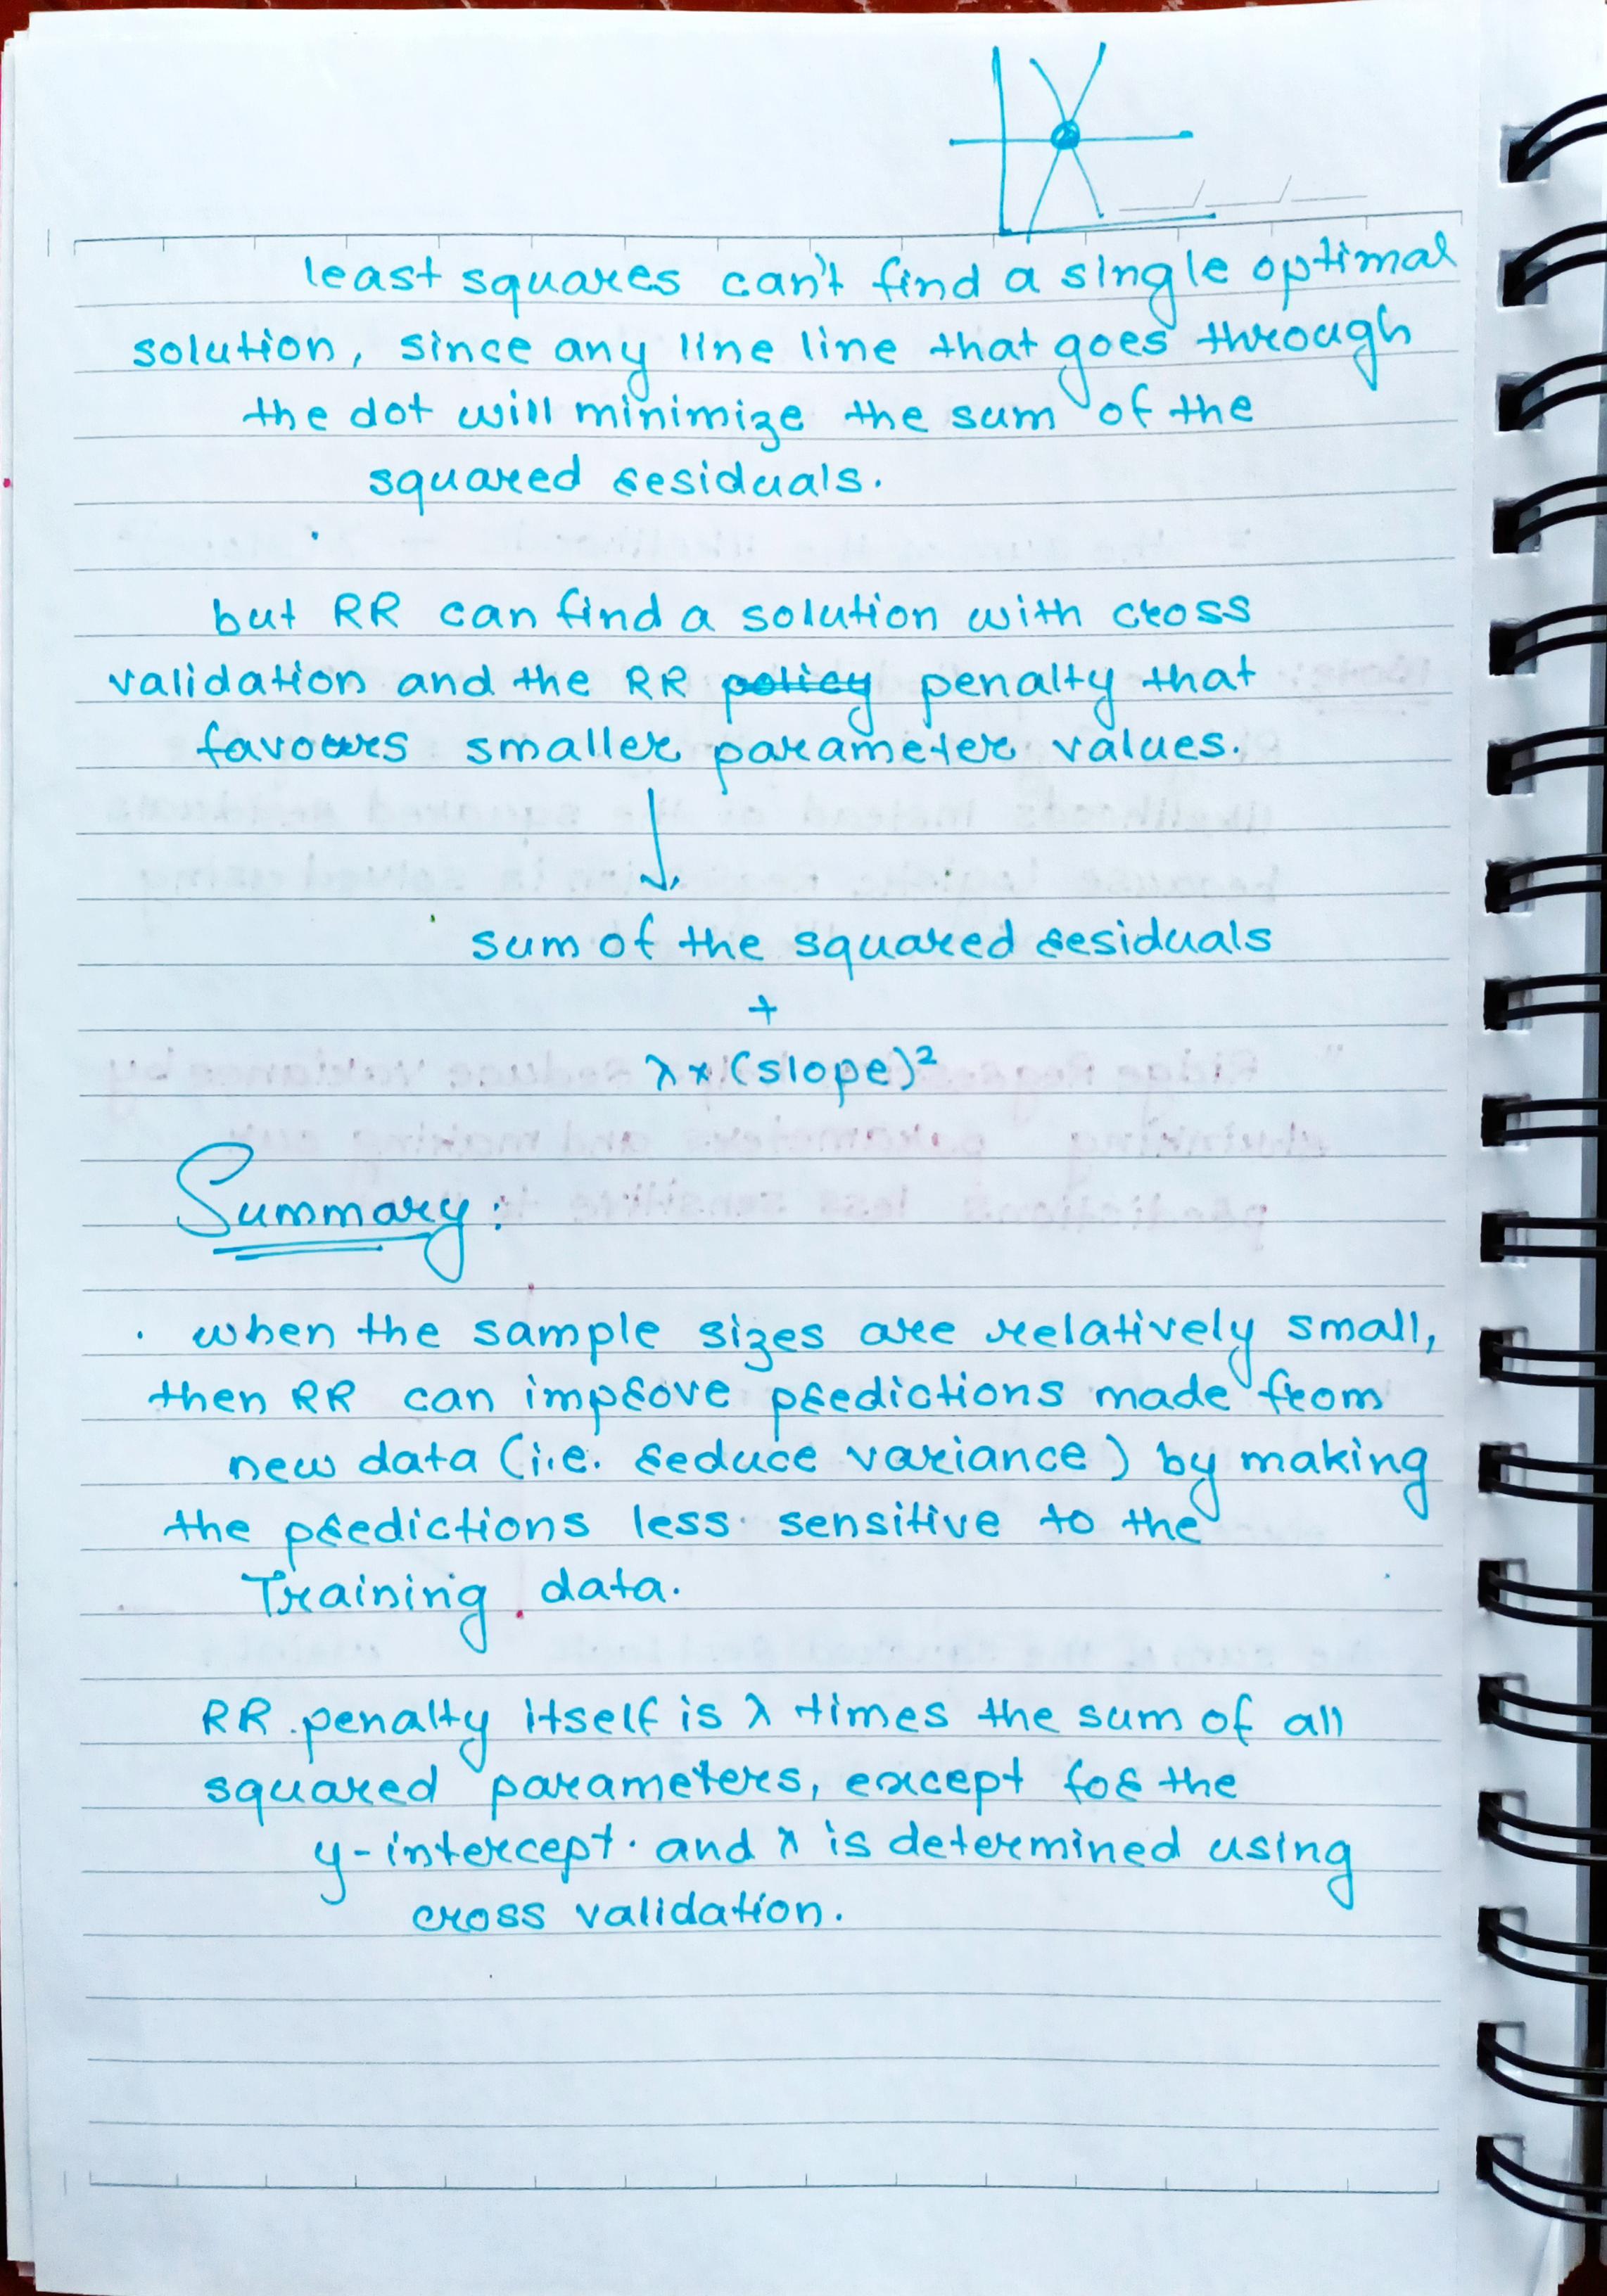 least squares can't find a single optimal
solution, since any line line that goes through
the dot will minimize the sum of the
squared residuals.
but RR can find a solution with cross
validation and the RR policy penalty that
favours smaller parameter values.
sum of the squared residuals
+
λ × (slope)²
Summary:
. when the sample sizes are relatively small,
then RR can improve predictions made from
new data (i.e. reduce variance) by making
the predictions less sensitive to the
Training data.
RR penalty itself is λ times the sum of all
squared parameters, except for the
y-intercept. and λ is determined using
cross validation.